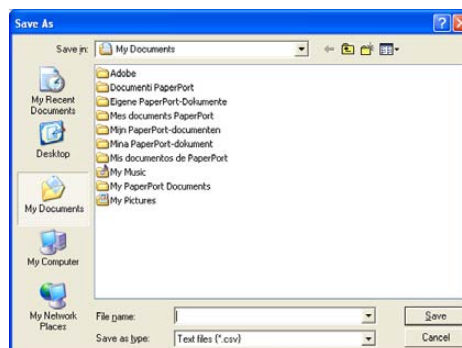 Save As
Save in: My Documents
My Recent
Documents
Desktop
My Documents
My Computer
My Network
Places
Adobe
Documenti PaperPort
Eigene PaperPort-Dokumente
Mes documents PaperPort
Mijn PaperPort-documenten
Mina PaperPort-dokument
Mis documentos de PaperPort
My Music
My PaperPort Documents
My Pictures
File name:
Save
Save as type: Text files (*.csv)
Cancel